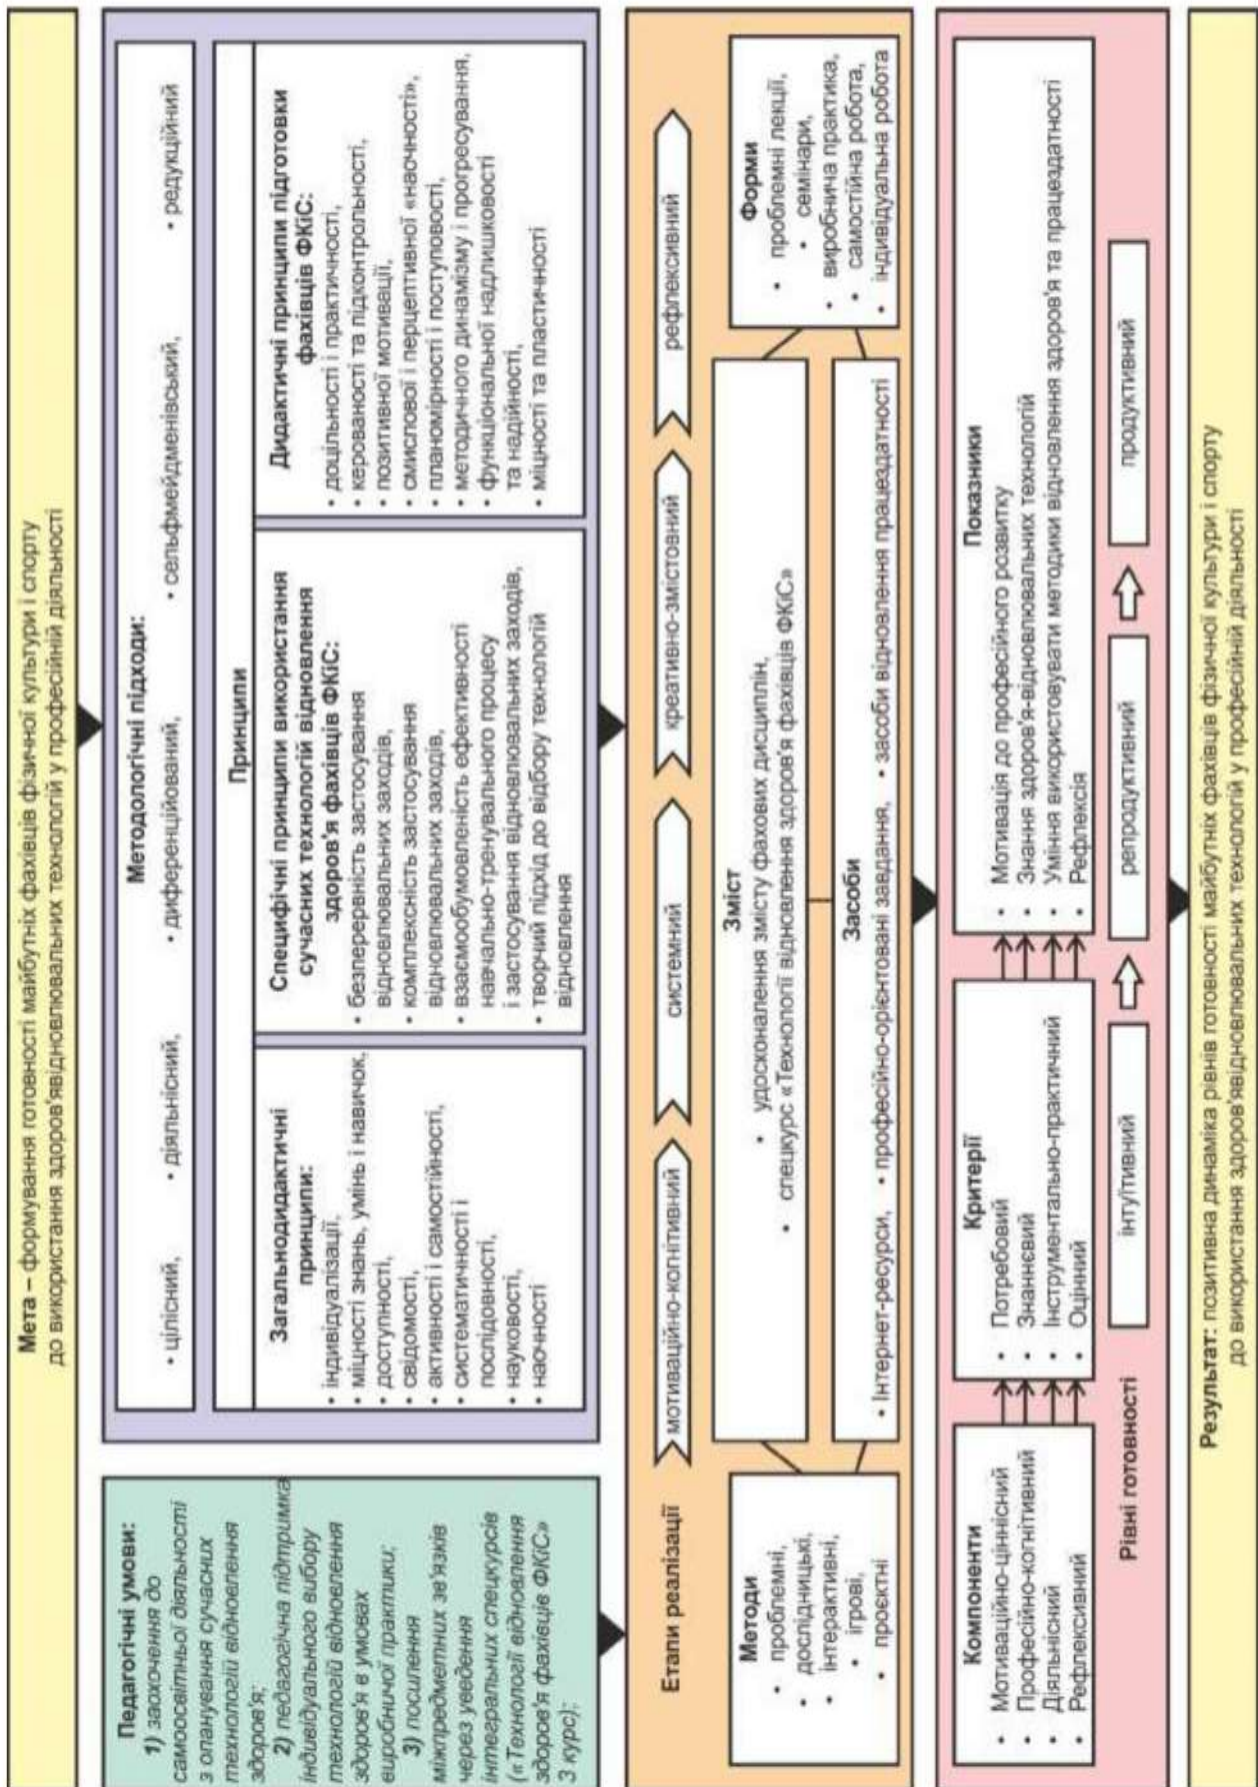 Мета – формування готовності майбутніх фахівців фізичної культури і спорту
до використання здоров'явідновлювальних технологій у професійній діяльності
Педагогічні умови:
1) заохочення до
самоосвітньої діяльності
з опанування сучасних
технологій відновлення
здоров'я;
2) педагогічна підтримка
індивідуального вибору
технологій відновлення
здоров'я в умовах
виробничої практики;
3) посилення
міжпредметних зв'язків
через уведення
інтегральних спецкурсів
(«Технології відновлення
здоров'я фахівців ФКіС»
3 курс);
Методологічні підходи:
• цілісний, • діяльнісний, • диференційований, • сельфмейдменівський, • редукційний
Принципи
Загальнодидактичні
принципи:
• індивідуалізації,
• міцності знань, умінь і навичок,
• доступності,
• свідомості,
• активності і самостійності,
• систематичності і
послідовності,
• науковості,
• наочності
Специфічні принципи використання
сучасних технологій відновлення
здоров'я фахівців ФКіС:
• безперервність застосування
відновлювальних заходів,
• комплексність застосування
відновлювальних заходів,
• взаємообумовленість ефективності
навчально-тренувального процесу
і застосування відновлювальних заходів,
• творчий підхід до відбору технологій
відновлення
Дидактичні принципи підготовки
фахівців ФКіС:
• доцільності і практичності,
• керованості та підконтрольності,
• позитивної мотивації,
• смислової і перцептивної «наочності»,
• планомірності і поступовості,
• методичного динамізму і прогресування,
• функціональної надлишковості
та надійності,
• міцності та пластичності
Етапи реалізації
мотиваційно-когнітивний
системний
креативно-змістовний
рефлексивний
Методи
• проблемні,
• дослідницькі,
• інтерактивні,
• ігрові,
• проєктні
Зміст
• удосконалення змісту фахових дисциплін,
• спецкурс «Технології відновлення здоров'я фахівців ФКіС»
Засоби
• Інтернет-ресурси, • професійно-орієнтовані завдання, • засоби відновлення працездатності
Форми
• проблемні лекції,
• семінари,
• виробнича практика,
• самостійна робота,
• індивідуальна робота
Компоненти
• Мотиваційно-ціннісний
• Професійно-когнітивний
• Діяльнісний
• Рефлексивний
Критерії
• Потребовий
• Знаннєвий
• Інструментально-практичний
• Оцінний
Показники
• Мотивація до професійного розвитку
• Знання здоров'я-відновлювальних технологій
• Уміння використовувати методики відновлення здоров'я та працездатності
• Рефлексія
Рівні готовності
інтуїтивний
репродуктивний
продуктивний
Результат: позитивна динаміка рівнів готовності майбутніх фахівців фізичної культури і спорту
до використання здоров'явідновлювальних технологій у професійній діяльності